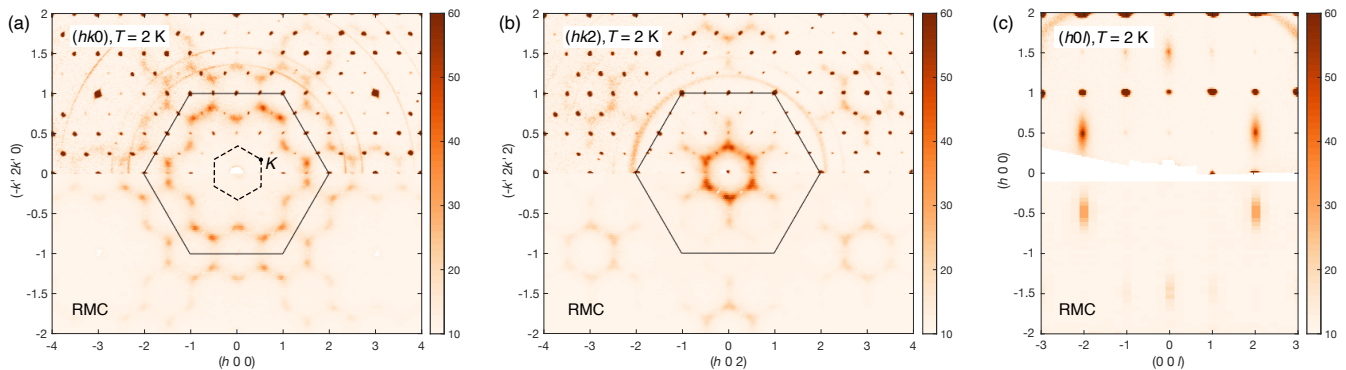 (a)
(hk0), T = 2 K
K
RMC
2
1.5
1
0.5
0
-0.5
-1
-1.5
-2
-4 -3 -2 -1 0 1 2 3 4
(h 0 0)
(-k' 2k' 0)
60
50
40
30
20
10
(b)
(hk2), T = 2 K
RMC
2
1.5
1
0.5
0
-0.5
-1
-1.5
-2
-4 -3 -2 -1 0 1 2 3 4
(h 0 2)
(-k' 2k' 2)
60
50
40
30
20
10
(c)
(h0l), T = 2 K
RMC
2
1.5
1
0.5
0
-0.5
-1
-1.5
-2
-3 -2 -1 0 1 2 3
(0 0 l)
(h 0 0)
60
50
40
30
20
10